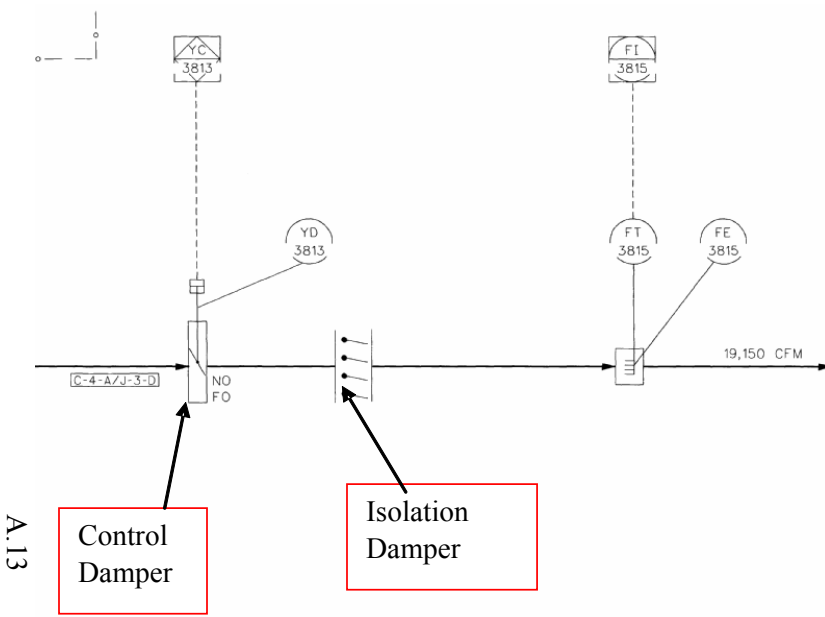 YC
3813
FI
3815
YD
3813
FT
3815
FE
3815
19,150 CFM
C-4-A/J-3-D
NO
FO
Control
Damper
Isolation
Damper
A.13